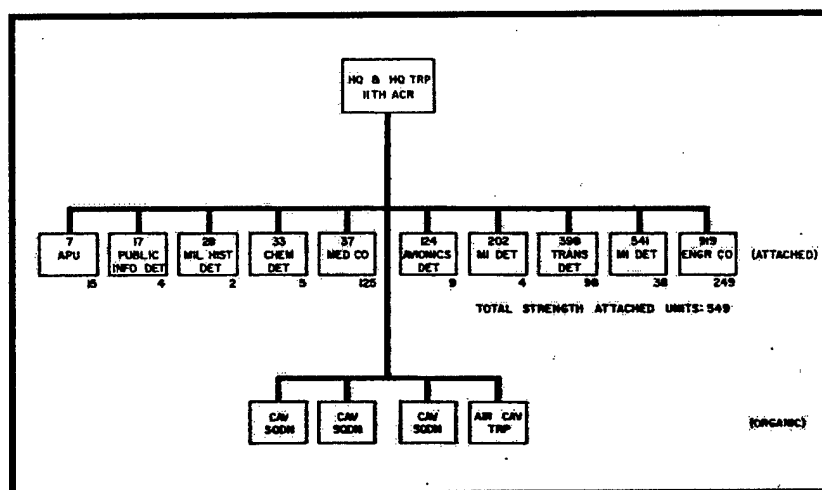 HQ & HQ TRP
11TH ACR
7
APU
15
17
PUBLIC
INFO DET
4
29
MIL HIST
DET
2
33
CHEM
DET
5
37
MED CO
125
124
AVIONICS
DET
9
202
MI DET
4
398
TRANS
DET
98
541
MI DET
38
919
ENGR CO
249
(ATTACHED)
TOTAL STRENGTH ATTACHED UNITS: 549
CAV
SQDN
CAV
SQDN
CAV
SQDN
AIR CAV
TRP
(ORGANIC)